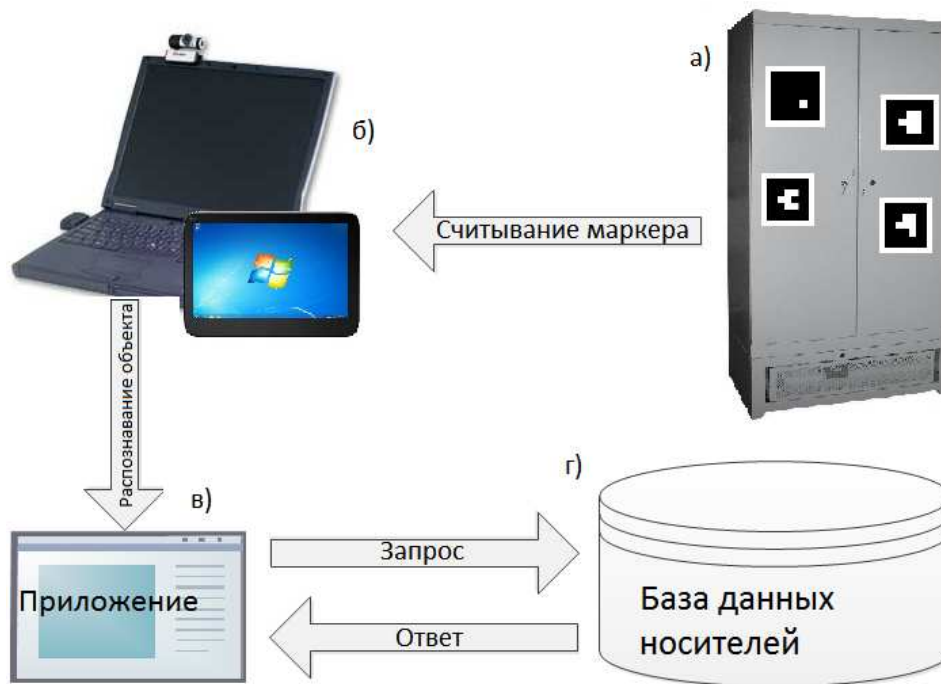 а)
б)
Считывание маркера
Распознавание объекта
в)
г)
Приложение
Запрос
Ответ
База данных
носителей